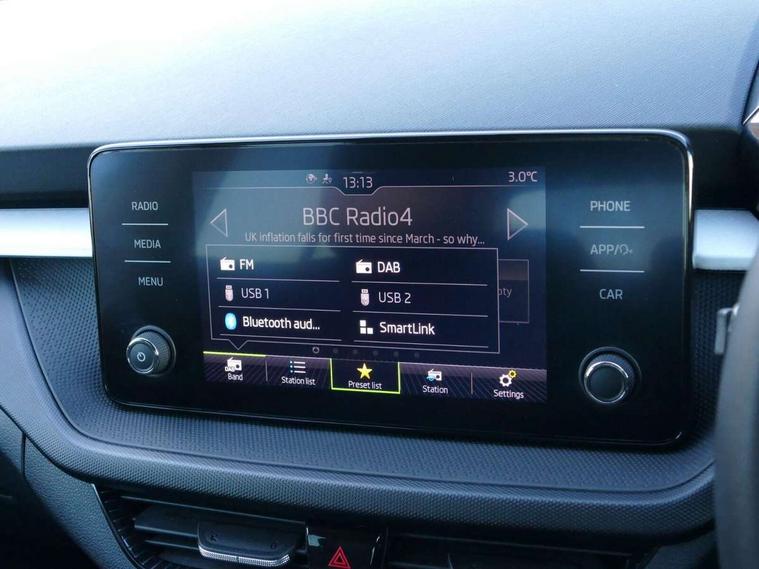 13:13
3.0°C
BBC Radio4
UK inflation falls for first time since March - so why...
RADIO
MEDIA
MENU
PHONE
APP/
CAR
FM
DAB
USB 1
USB 2
Bluetooth aud...
SmartLink
pty
DAB
Band
Station list
Preset list
Station
Settings